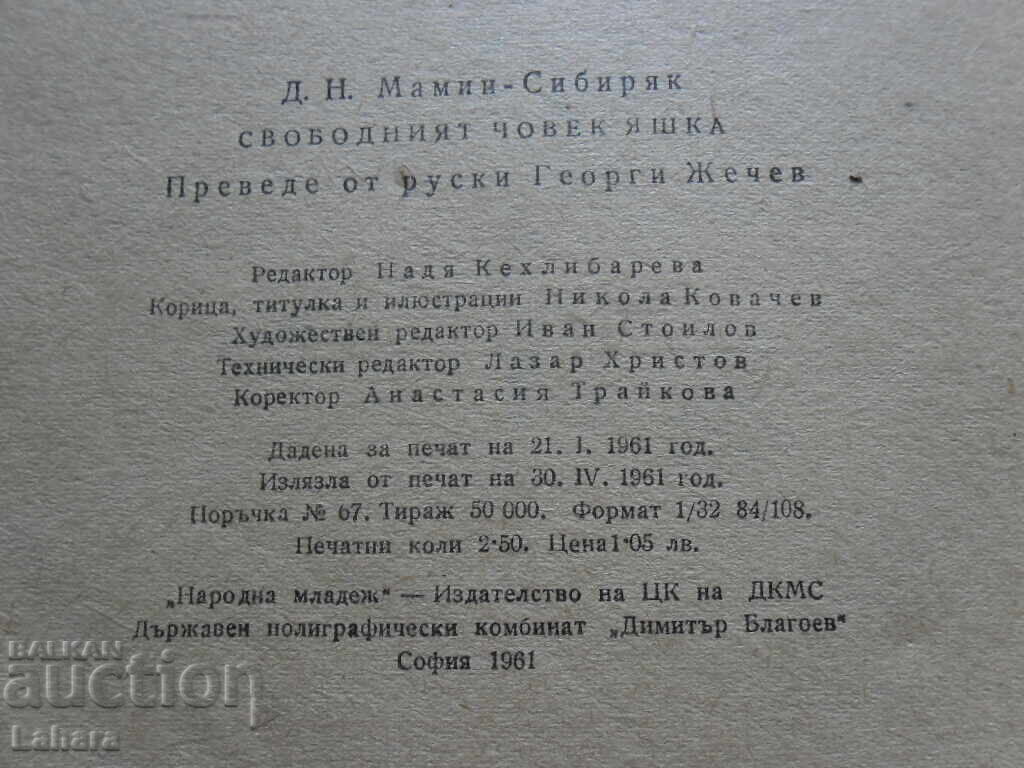 Д. Н. Мамин-Сибиряк
СВОБОДНИЯТ ЧОВЕК ЯШКА
Преведе от руски Георги Жечев
Редактор Надя Кехлибарева
Корица, титулка и илюстрации Никола Ковачев
Художествен редактор Иван Стоилов
Технически редактор Лазар Христов
Коректор Анастасия Трайкова
Дадена за печат на 21. I. 1961 год.
Излязла от печат на 30. IV. 1961 год.
Поръчка № 67. Тираж 50 000. Формат 1/32 84/108.
Печатни коли 2·50. Цена 1·05 лв.
„Народна младеж" — Издателство на ЦК на ДКМС
Държавен полиграфически комбинат „Димитър Благоев"
София 1961
BALKAN
auction
Lahara